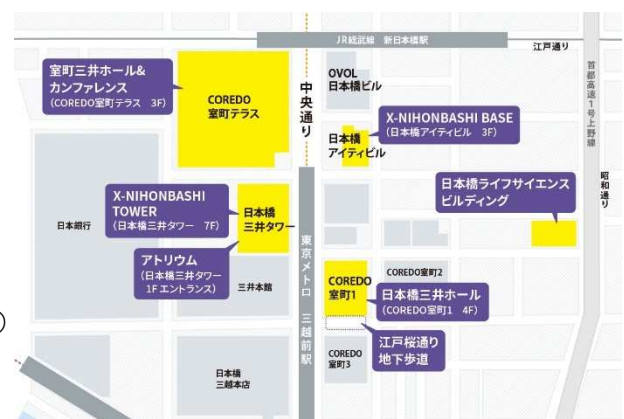 JR総武線 新日本橋駅
江戸通り
室町三井ホール&
カンファレンス
(COREDO室町テラス 3F)
COREDO
室町テラス
中央通り
OVOL
日本橋ビル
首都高速1号上野線
X-NIHONBASHI BASE
(日本橋アイティビル 3F)
日本橋
アイティビル
昭和通り
X-NIHONBASHI
TOWER
(日本橋三井タワー 7F)
日本橋
三井タワー
日本橋ライフサイエンス
ビルディング
日本銀行
アトリウム
(日本橋三井タワー
1F エントランス)
三井本館
東京メトロ 三越前駅
COREDO
室町1
COREDO室町2
日本橋三井ホール
(COREDO室町1 4F)
江戸桜通り
地下歩道
COREDO
室町3
日本橋
三越本店